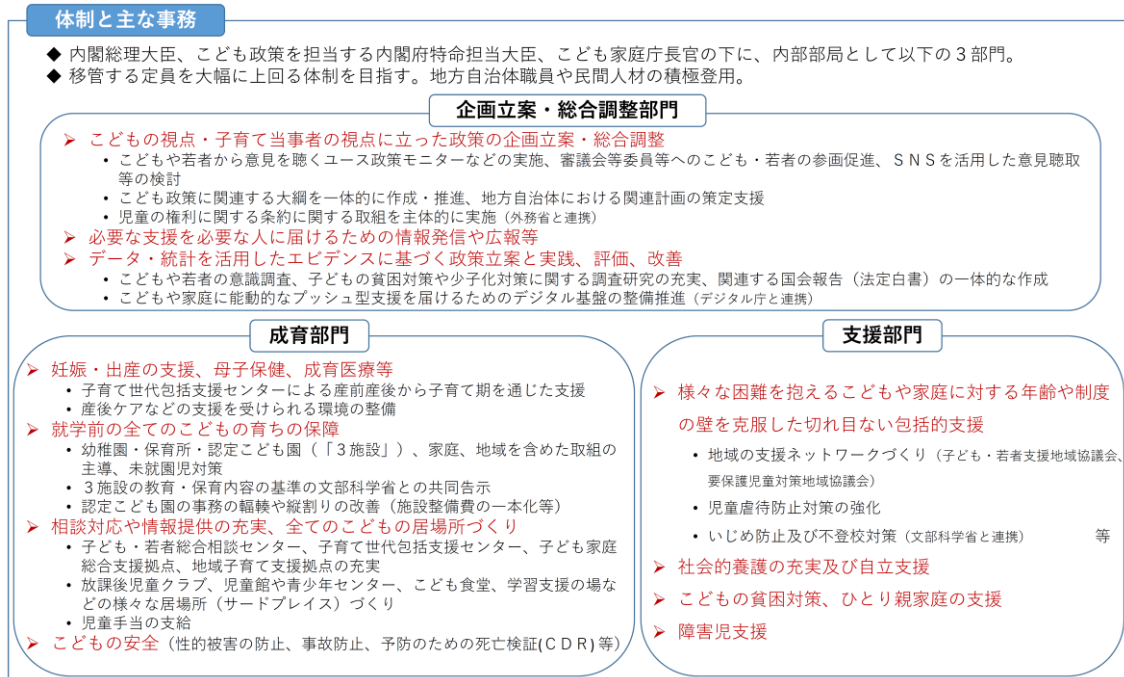 体制と主な事務
◆ 内閣総理大臣、こども政策を担当する内閣府特命担当大臣、こども家庭庁長官の下に、内部部局として以下の３部門。
◆ 移管する定員を大幅に上回る体制を目指す。地方自治体職員や民間人材の積極登用。
企画立案・総合調整部門
➢ こどもの視点・子育て当事者の視点に立った政策の企画立案・総合調整
• こどもや若者から意見を聴くユース政策モニターなどの実施、審議会等委員等へのこども・若者の参画促進、ＳＮＳを活用した意見聴取
等の検討
• こども政策に関連する大綱を一体的に作成・推進、地方自治体における関連計画の策定支援
• 児童の権利に関する条約に関する取組を主体的に実施（外務省と連携）
➢ 必要な支援を必要な人に届けるための情報発信や広報等
➢ データ・統計を活用したエビデンスに基づく政策立案と実践、評価、改善
• こどもや若者の意識調査、子どもの貧困対策や少子化対策に関する調査研究の充実、関連する国会報告（法定白書）の一体的な作成
• こどもや家庭に能動的なプッシュ型支援を届けるためのデジタル基盤の整備推進（デジタル庁と連携）
成育部門
➢ 妊娠・出産の支援、母子保健、成育医療等
• 子育て世代包括支援センターによる産前産後から子育て期を通じた支援
• 産後ケアなどの支援を受けられる環境の整備
➢ 就学前の全てのこどもの育ちの保障
• 幼稚園・保育所・認定こども園（「３施設」）、家庭、地域を含めた取組の
主導、未就園児対策
• ３施設の教育・保育内容の基準の文部科学省との共同告示
• 認定こども園の事務の輻輳や縦割りの改善（施設整備費の一本化等）
➢ 相談対応や情報提供の充実、全てのこどもの居場所づくり
• 子ども・若者総合相談センター、子育て世代包括支援センター、子ども家庭
総合支援拠点、地域子育て支援拠点の充実
• 放課後児童クラブ、児童館や青少年センター、こども食堂、学習支援の場な
どの様々な居場所（サードプレイス）づくり
• 児童手当の支給
➢ こどもの安全（性的被害の防止、事故防止、予防のための死亡検証(ＣＤＲ) 等）
支援部門
➢ 様々な困難を抱えるこどもや家庭に対する年齢や制度
の壁を克服した切れ目ない包括的支援
• 地域の支援ネットワークづくり（子ども・若者支援地域協議会、
要保護児童対策地域協議会）
• 児童虐待防止対策の強化
• いじめ防止及び不登校対策（文部科学省と連携） 等
➢ 社会的養護の充実及び自立支援
➢ こどもの貧困対策、ひとり親家庭の支援
➢ 障害児支援